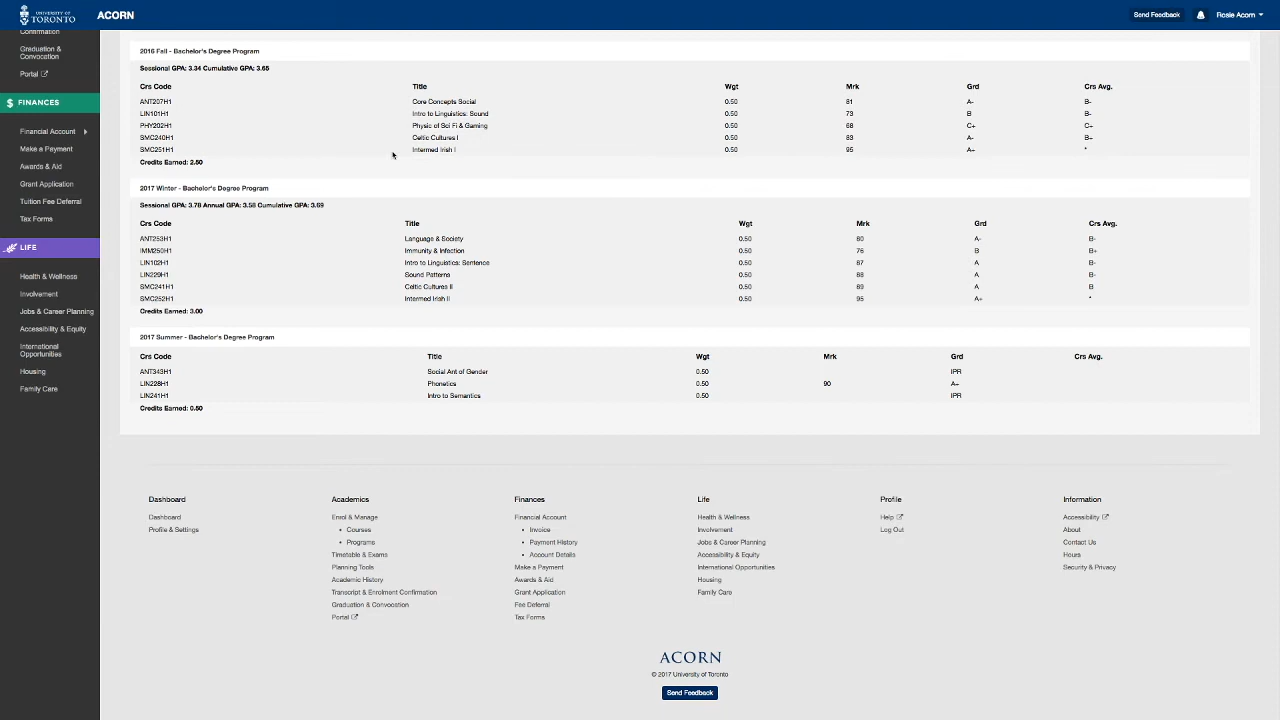 UNIVERSITY OF
TORONTO
ACORN
Send Feedback
Rosie Acorn
Confirmation
Graduation &
Convocation
Portal
$ FINANCES
Financial Account
Make a Payment
Awards & Aid
Grant Application
Tuition Fee Deferral
Tax Forms
LIFE
Health & Wellness
Involvement
Jobs & Career Planning
Accessibility & Equity
International
Opportunities
Housing
Family Care
2016 Fall - Bachelor's Degree Program
Sessional GPA: 3.34 Cumulative GPA: 3.65
Crs Code Title Wgt Mrk Grd Crs Avg.
ANT207H1 Core Concepts Social 0.50 81 A- B-
LIN101H1 Intro to Linguistics: Sound 0.50 73 B B-
PHY202H1 Physic of Sci Fi & Gaming 0.50 68 C+ C+
SMC240H1 Celtic Cultures I 0.50 83 A- B+
SMC251H1 Intermed Irish I 0.50 95 A+ *
Credits Earned: 2.50
2017 Winter - Bachelor's Degree Program
Sessional GPA: 3.78 Annual GPA: 3.58 Cumulative GPA: 3.69
Crs Code Title Wgt Mrk Grd Crs Avg.
ANT253H1 Language & Society 0.50 80 A- B-
IMM250H1 Immunity & Infection 0.50 76 B B+
LIN102H1 Intro to Linguistics: Sentence 0.50 87 A B-
LIN229H1 Sound Patterns 0.50 88 A B-
SMC241H1 Celtic Cultures II 0.50 89 A B
SMC252H1 Intermed Irish II 0.50 95 A+ *
Credits Earned: 3.00
2017 Summer - Bachelor's Degree Program
Crs Code Title Wgt Mrk Grd Crs Avg.
ANT343H1 Social Ant of Gender 0.50 IPR
LIN228H1 Phonetics 0.50 90 A+
LIN241H1 Intro to Semantics 0.50 IPR
Credits Earned: 0.50
Dashboard
Dashboard
Profile & Settings
Academics
Enrol & Manage
• Courses
• Programs
Timetable & Exams
Planning Tools
Academic History
Transcript & Enrolment Confirmation
Graduation & Convocation
Portal
Finances
Financial Account
• Invoice
• Payment History
• Account Details
Make a Payment
Awards & Aid
Grant Application
Fee Deferral
Tax Forms
Life
Health & Wellness
Involvement
Jobs & Career Planning
Accessibility & Equity
International Opportunities
Housing
Family Care
Profile
Help
Log Out
Information
Accessibility
About
Contact Us
Hours
Security & Privacy
ACORN
© 2017 University of Toronto
Send Feedback